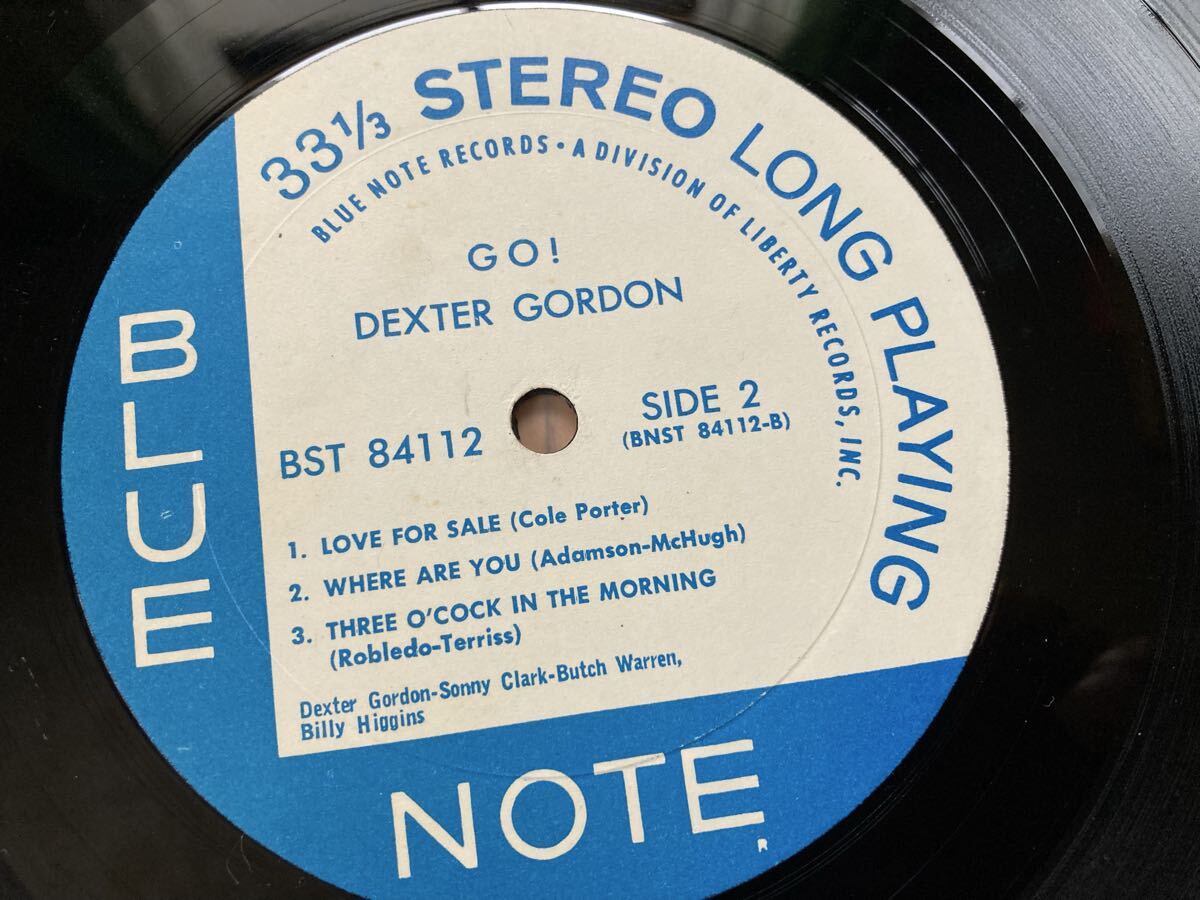 33⅓ STEREO LONG PLAYING
BLUE NOTE RECORDS • A DIVISION OF LIBERTY RECORDS, INC.
GO!
DEXTER GORDON
BST 84112
SIDE 2
(BNST 84112-B)
1. LOVE FOR SALE (Cole Porter)
2. WHERE ARE YOU (Adamson-McHugh)
3. THREE O'COCK IN THE MORNING
(Robledo-Terriss)
Dexter Gordon-Sonny Clark-Butch Warren,
Billy Higgins
BLUE
NOTE
R